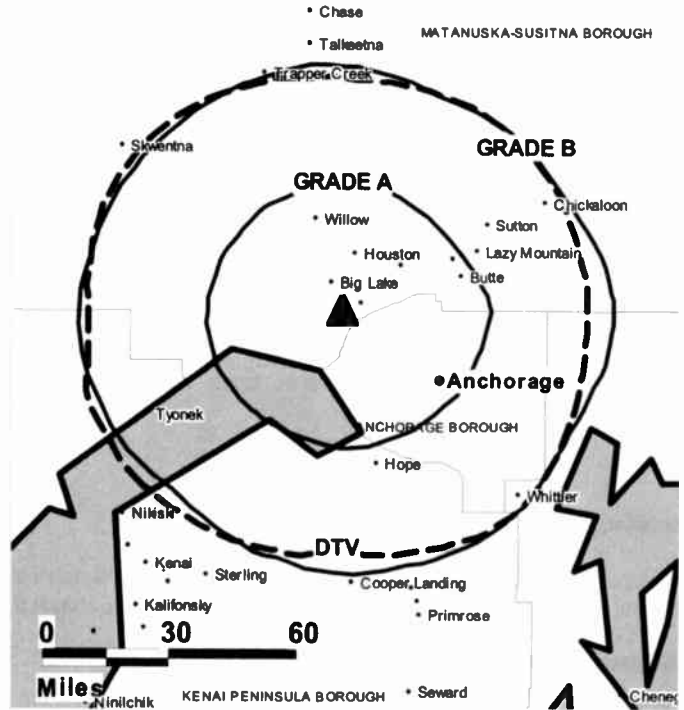 Chase
MATANUSKA-SUSITNA BOROUGH
Talkeetna
Trapper Creek
Skwentna
GRADE B
GRADE A
Chickaloon
Willow
Sutton
Houston
Lazy Mountain
Big Lake
Butte
Anchorage
Tyonek
NCHORAGE BOROUGH
Hope
Whittier
Nikiski
DTV
Kenai
Sterling
Cooper Landing
Kalifonsky
Primrose
0 30 60
Miles
Ninilchik
KENAI PENINSULA BOROUGH
Seward
Cheneg